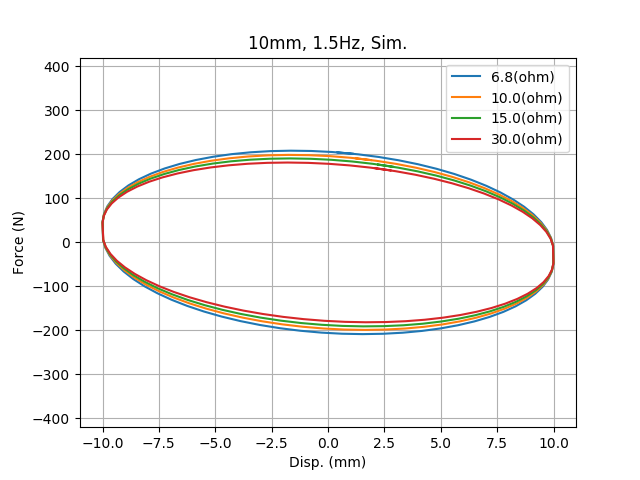 10mm, 1.5Hz, Sim.
400
300
200
100
0
−100
−200
−300
−400
Force (N)
6.8(ohm)
10.0(ohm)
15.0(ohm)
30.0(ohm)
−10.0 −7.5 −5.0 −2.5 0.0 2.5 5.0 7.5 10.0
Disp. (mm)